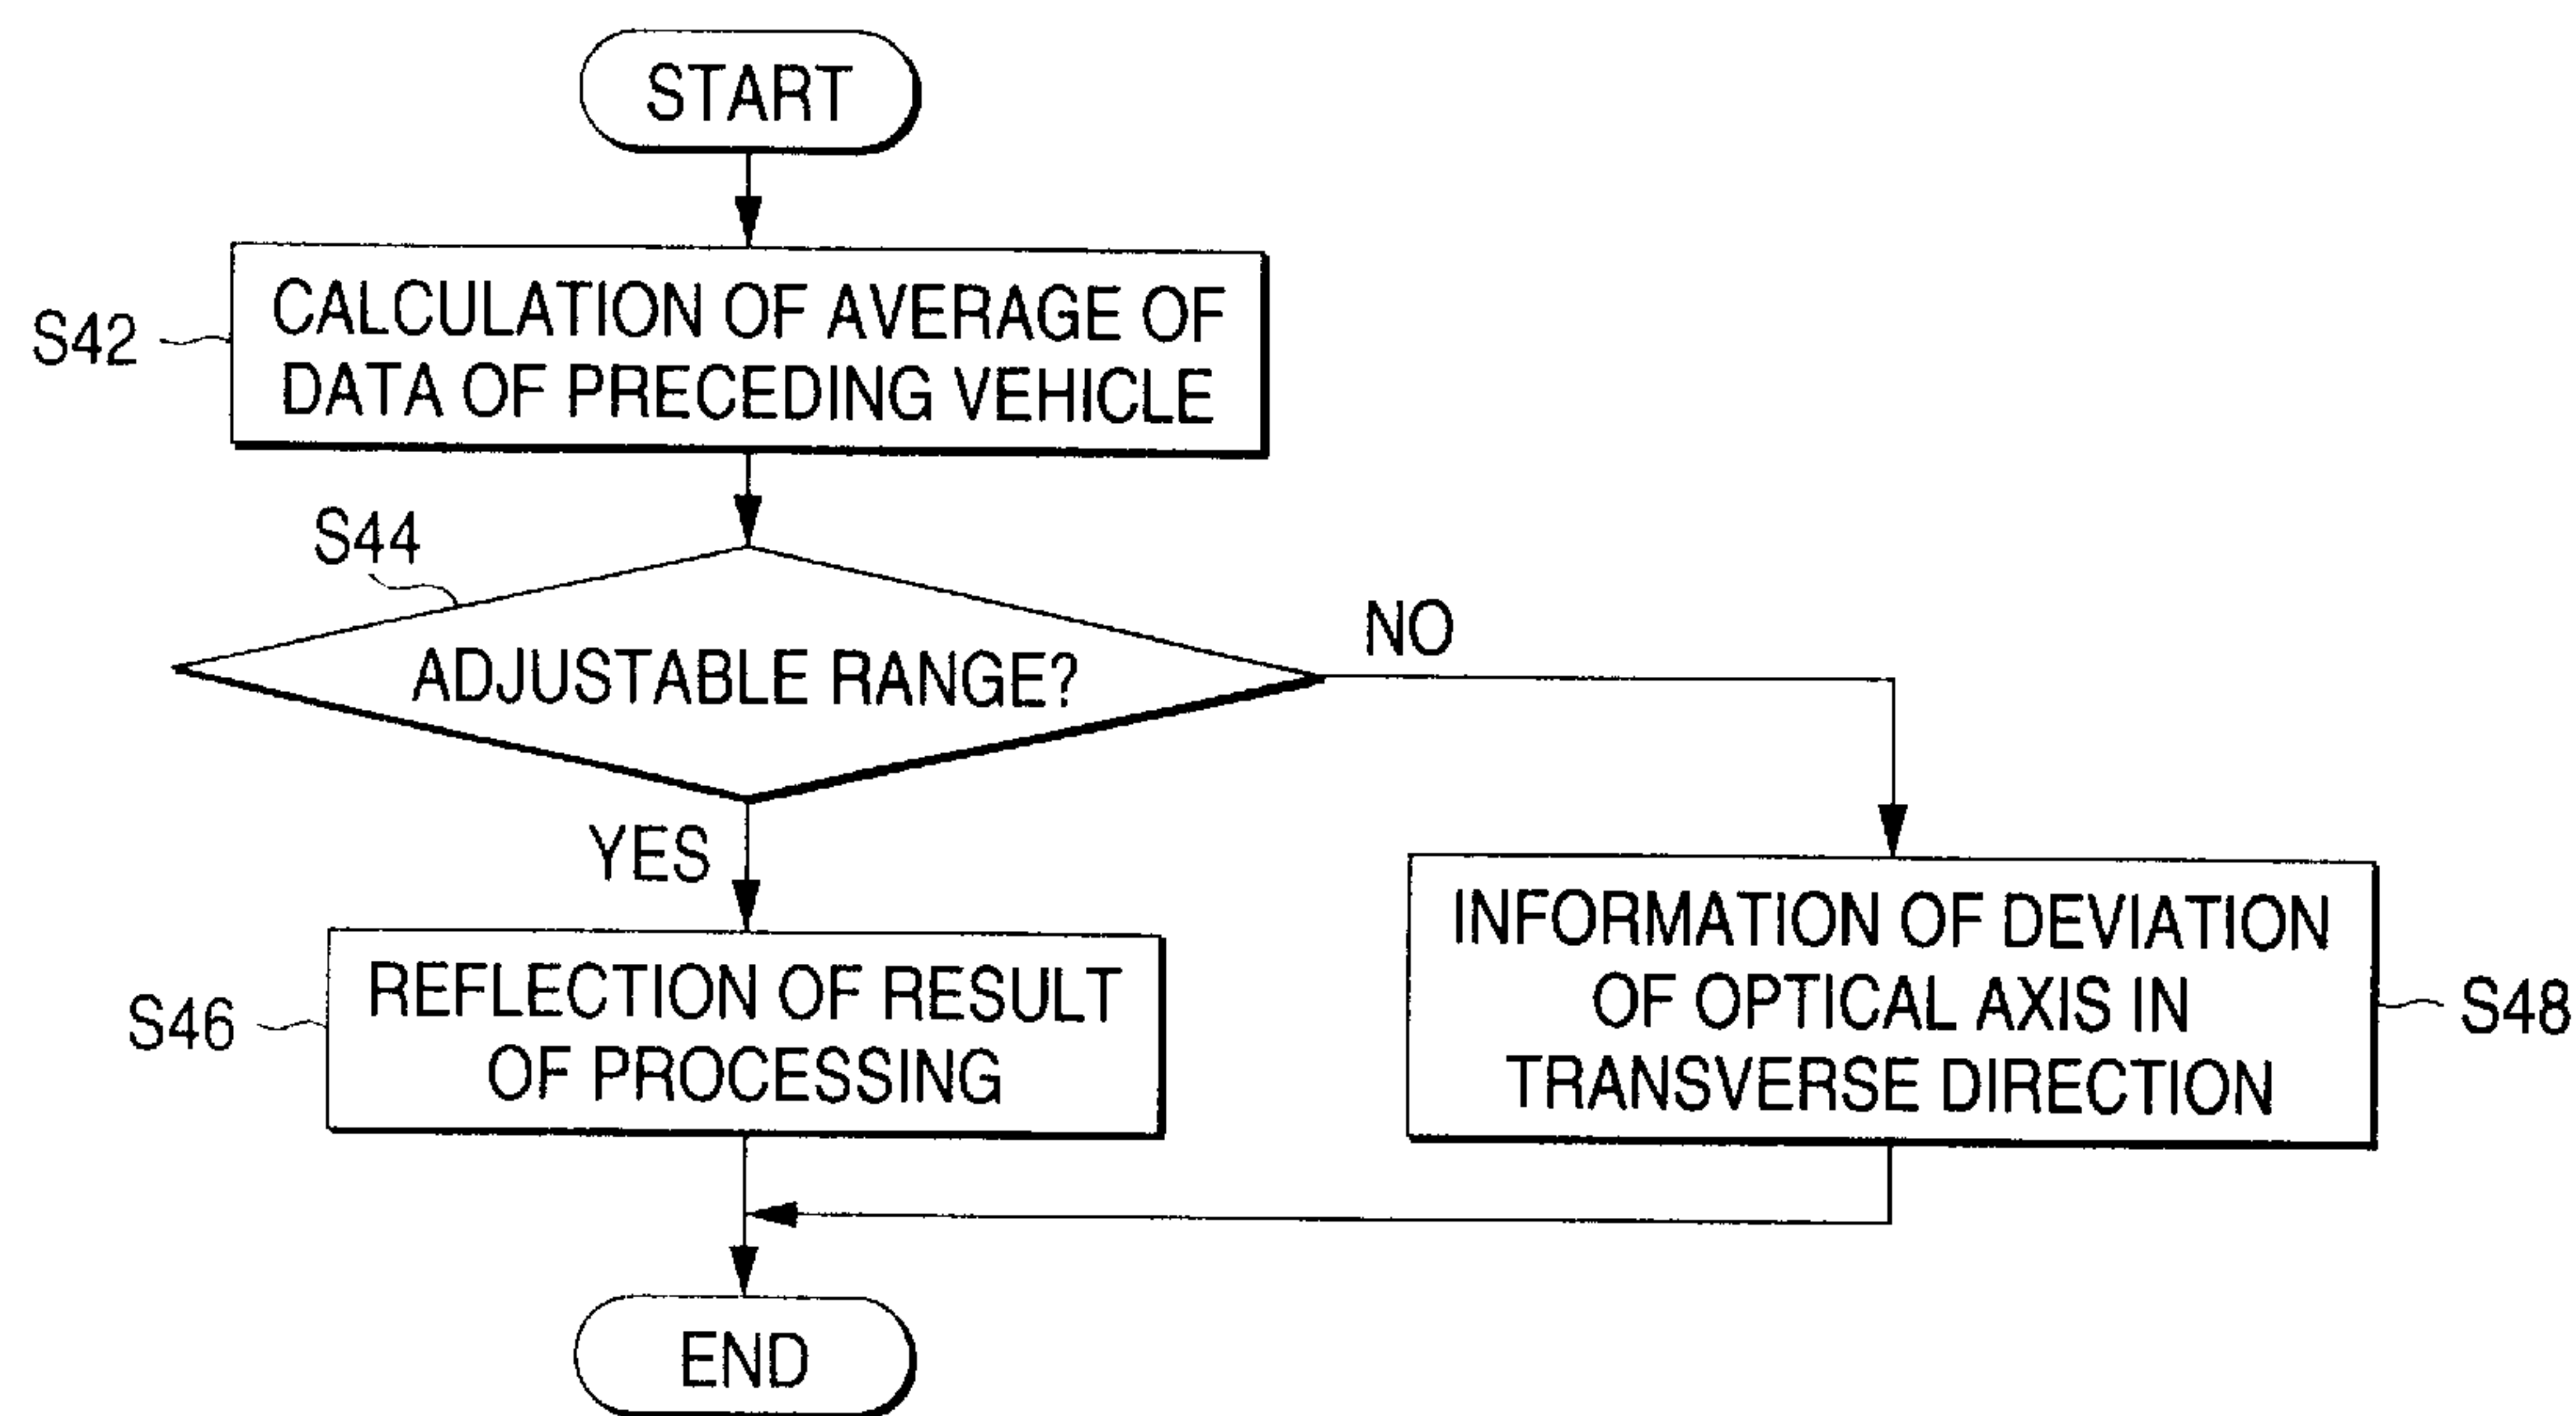 START
S42
CALCULATION OF AVERAGE OF
DATA OF PRECEDING VEHICLE
S44
ADJUSTABLE RANGE?
NO
YES
S46
REFLECTION OF RESULT
OF PROCESSING
INFORMATION OF DEVIATION
OF OPTICAL AXIS IN
TRANSVERSE DIRECTION
S48
END